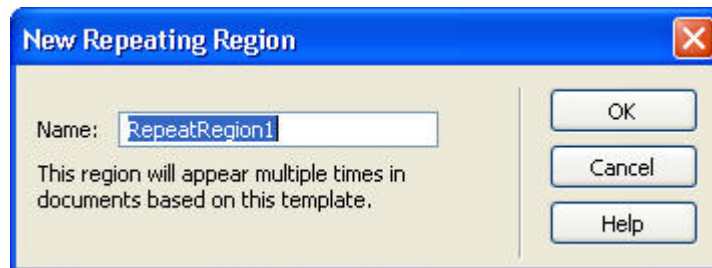 New Repeating Region
Name: RepeatRegion1
This region will appear multiple times in
documents based on this template.
OK
Cancel
Help